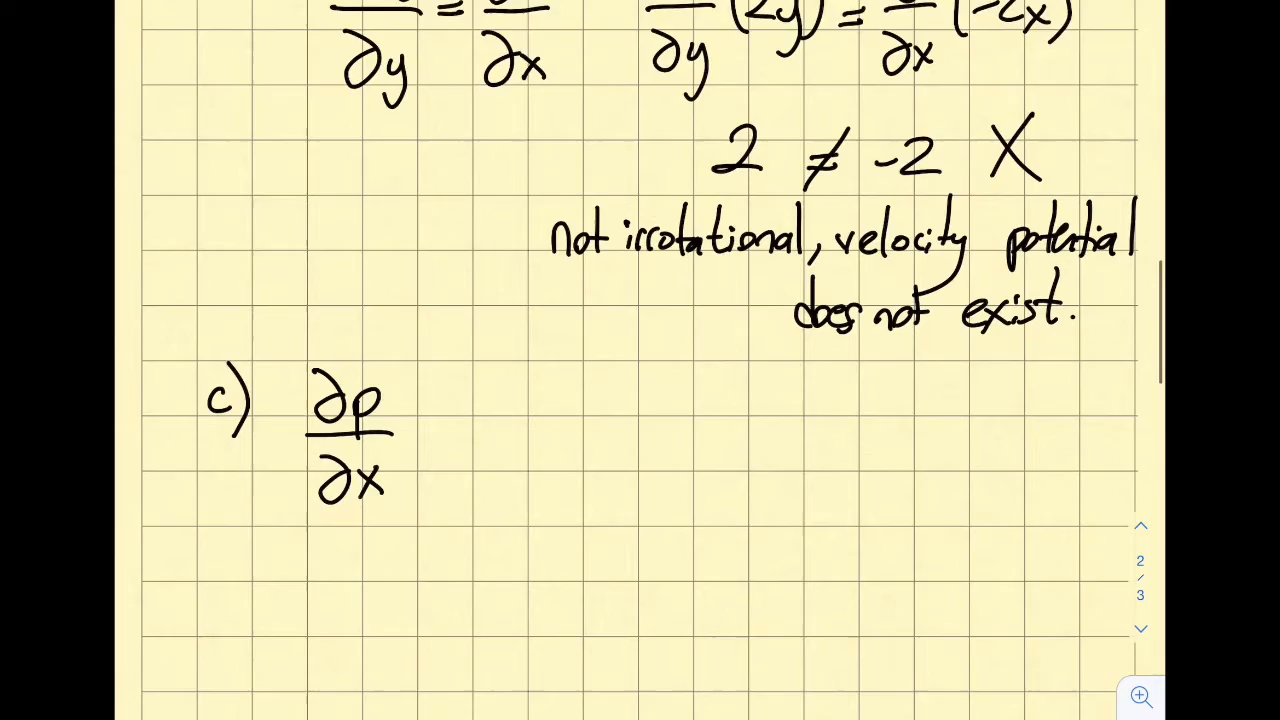 ∂y = ∂x ∂y (2y) = ∂x (-2x)
2 ≠ -2 X
not irrotational, velocity potential
does not exist.
c) ∂p
∂x
2
/
3